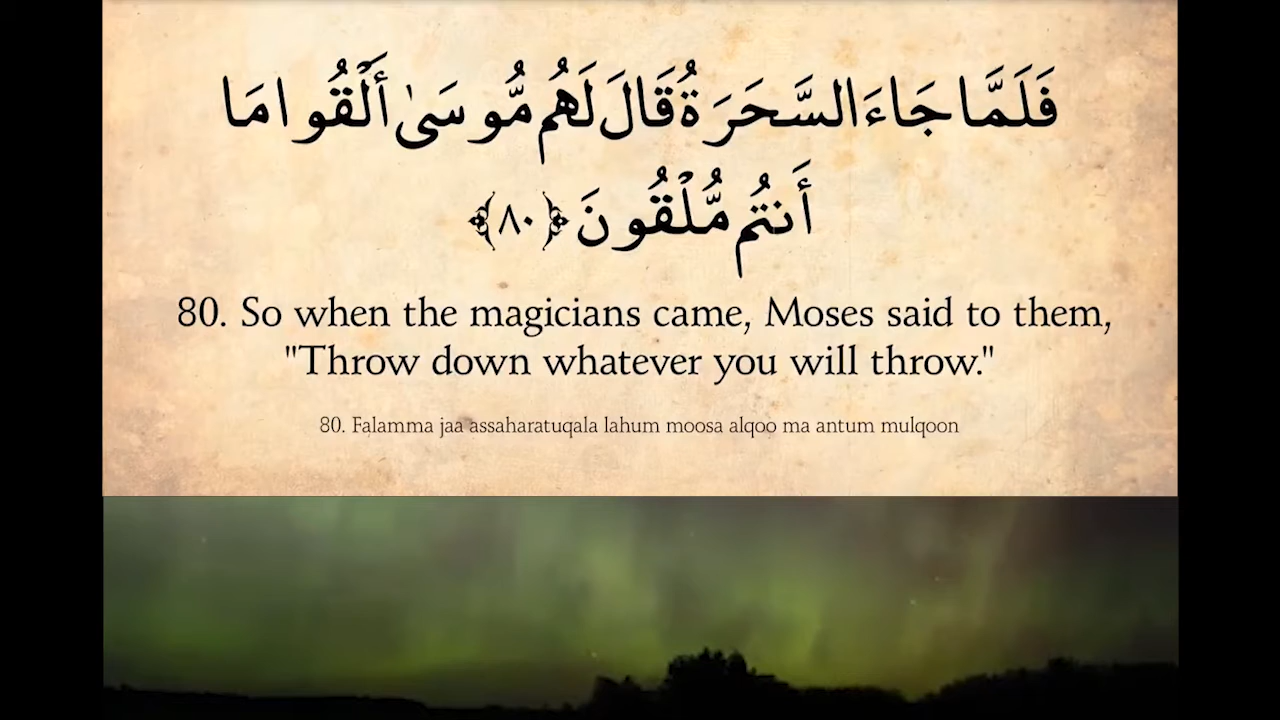 فَلَمَّا جَاءَ السَّحَرَةُ قَالَ لَهُم مُّوسَىٰ أَلْقُوا مَا
أَنتُم مُّلْقُونَ ﴿٨٠﴾
80. So when the magicians came, Moses said to them,
"Throw down whatever you will throw."
80. Falamma jaa assaharatuqala lahum moosa alqoo ma antum mulqoon